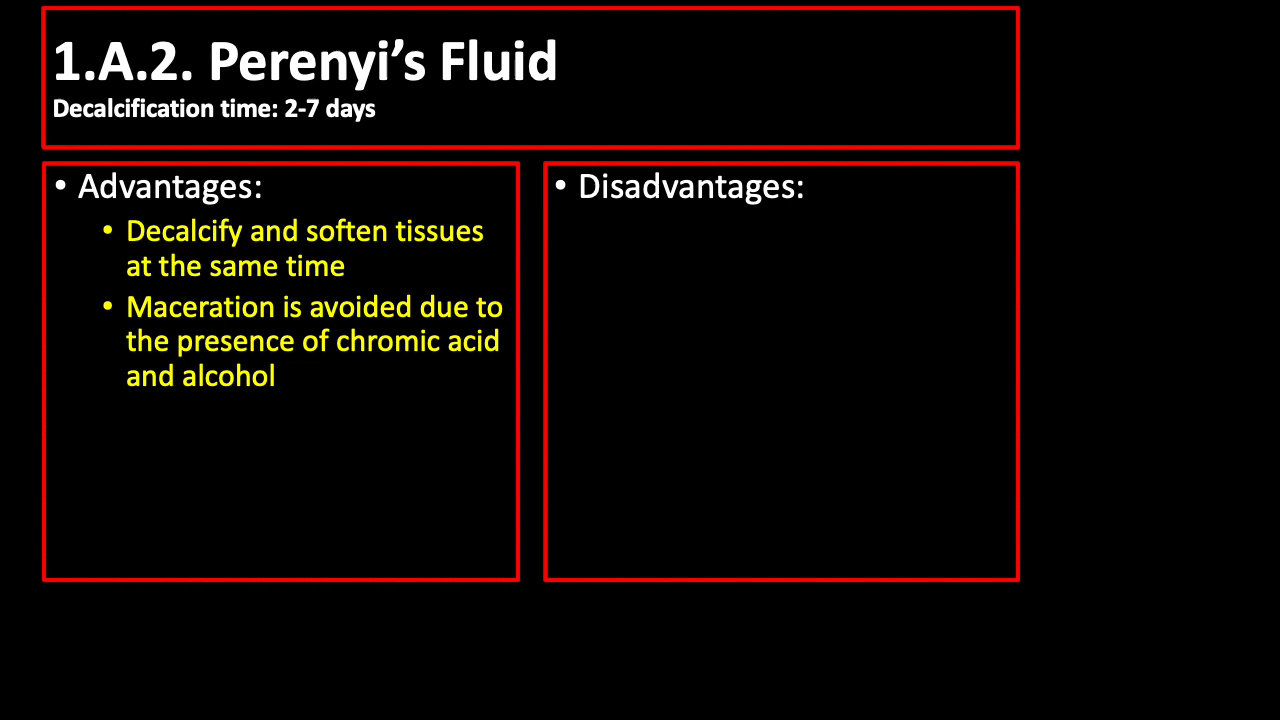 1.A.2. Perenyi’s Fluid
Decalcification time: 2-7 days
• Advantages:
• Decalcify and soften tissues
at the same time
• Maceration is avoided due to
the presence of chromic acid
and alcohol
• Disadvantages: